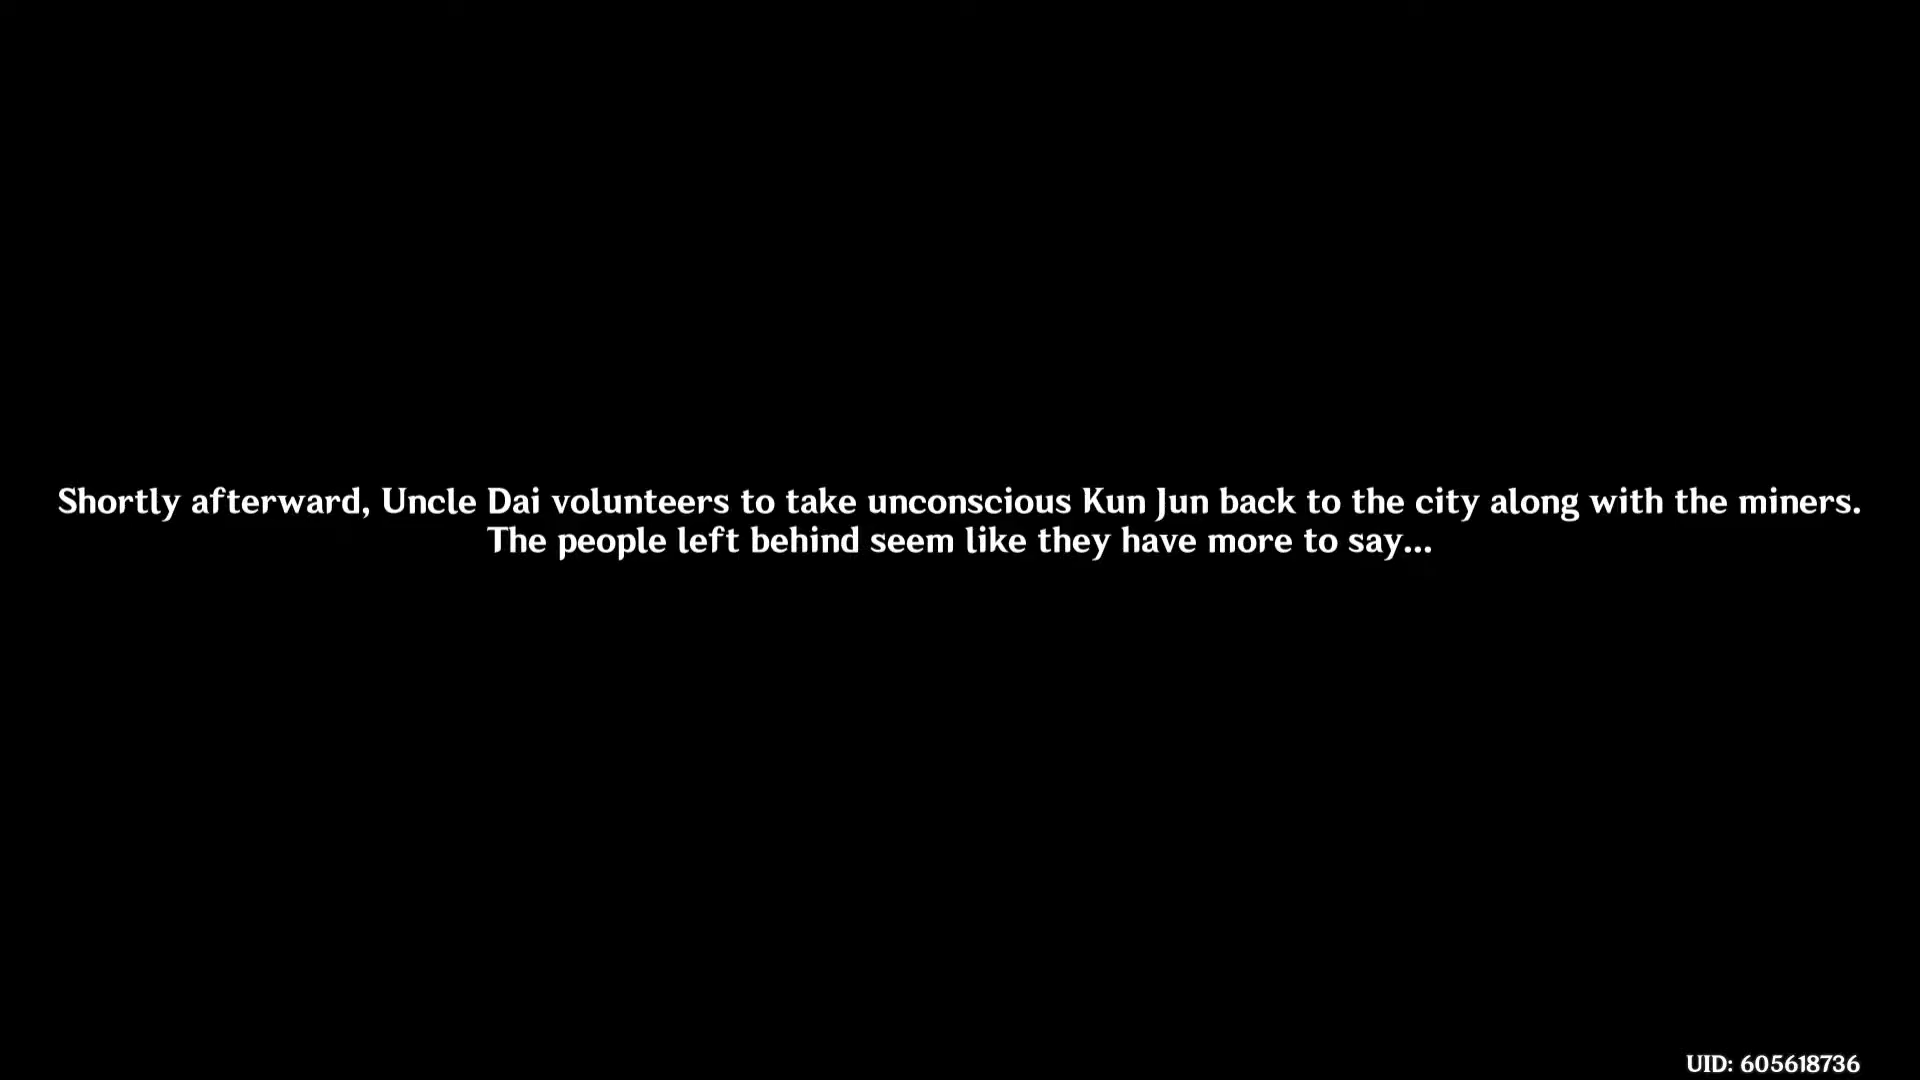 Shortly afterward, Uncle Dai volunteers to take unconscious Kun Jun back to the city along with the miners.
The people left behind seem like they have more to say...
UID: 605618736